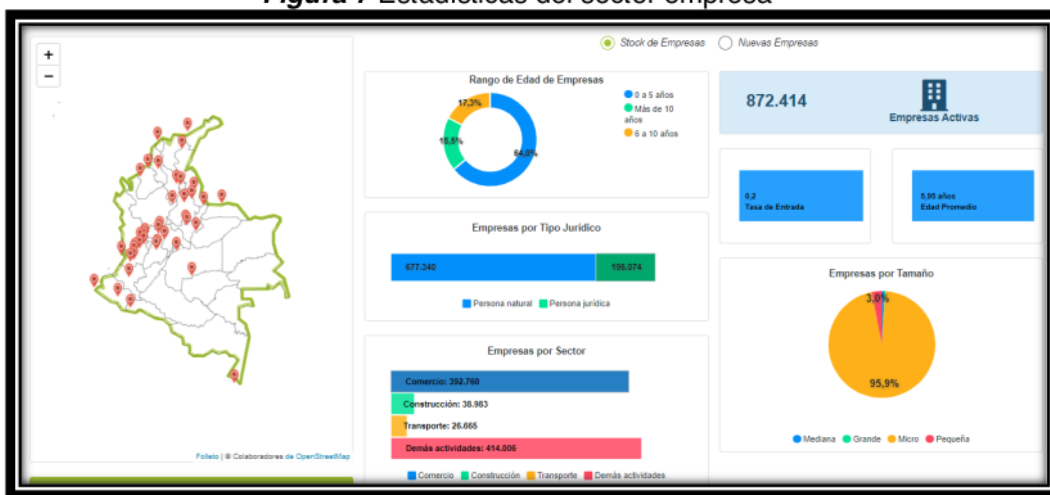 Figura 7 Estadísticas del sector empresa
+
−
Stock de Empresas
Nuevas Empresas
Rango de Edad de Empresas
17,3%
64,0%
0 a 5 años
Más de 10
años
6 a 10 años
872.414
Empresas Activas
0,2
Tasa de Entrada
5,95 años
Edad Promedio
Empresas por Tipo Jurídico
677.340
195.074
Persona natural
Persona jurídica
Empresas por Tamaño
3,0%
95,9%
Mediana
Grande
Micro
Pequeña
Empresas por Sector
Comercio: 392.760
Construcción: 38.983
Transporte: 26.665
Demás actividades: 414.006
Comercio
Construcción
Transporte
Demás actividades
Folleto | © Colaboradores de OpenStreetMap